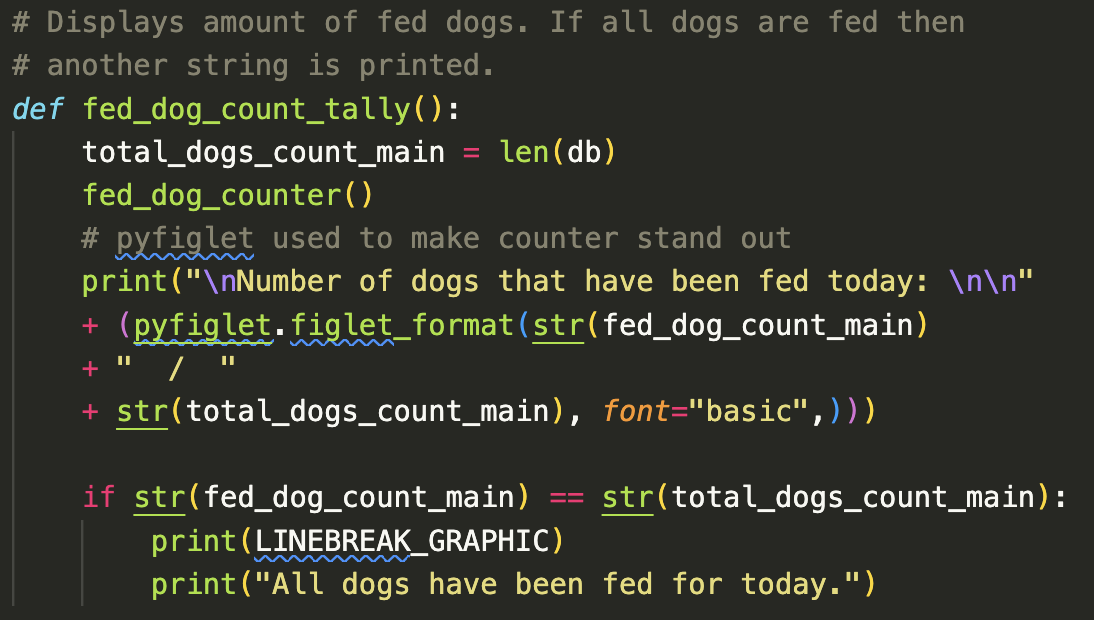 # Displays amount of fed dogs. If all dogs are fed then
# another string is printed.
def fed_dog_count_tally():
    total_dogs_count_main = len(db)
    fed_dog_counter()
    # pyfiglet used to make counter stand out
    print("\nNumber of dogs that have been fed today: \n\n"
    + (pyfiglet.figlet_format(str(fed_dog_count_main)
    + "  /  "
    + str(total_dogs_count_main), font="basic",)))

    if str(fed_dog_count_main) == str(total_dogs_count_main):
        print(LINEBREAK_GRAPHIC)
        print("All dogs have been fed for today.")